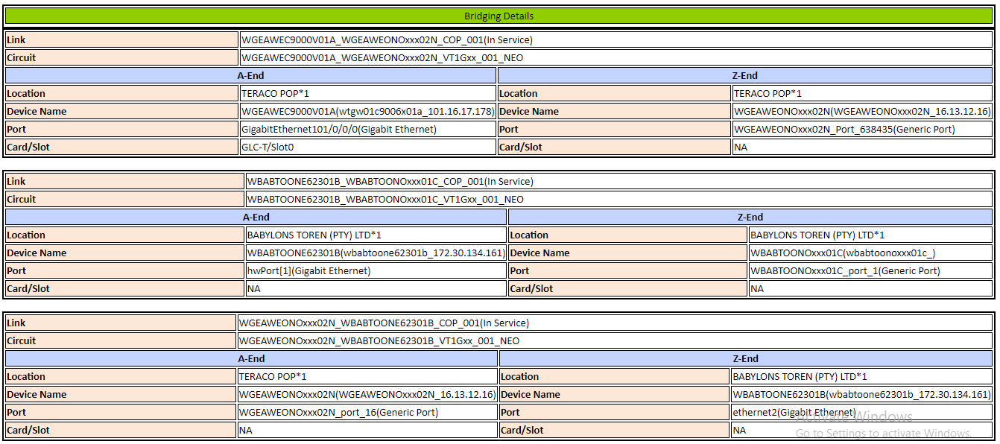 Bridging Details
Link WGEAWEC9000V01A_WGEAWEONOxxx02N_COP_001(In Service)
Circuit WGEAWEC9000V01A_WGEAWEONOxxx02N_VT1Gxx_001_NEO
A-End Z-End
Location TERACO POP*1 Location TERACO POP*1
Device Name WGEAWEC9000V01A(wtgw01c9006x01a_101.16.17.178) Device Name WGEAWEONOxxx02N(WGEAWEONOxxx02N_16.13.12.16)
Port GigabitEthernet101/0/0/0(Gigabit Ethernet) Port WGEAWEONOxxx02N_Port_638435(Generic Port)
Card/Slot GLC-T/Slot0 Card/Slot NA
Link WBABTOONE62301B_WBABTOONOxxx01C_COP_001(In Service)
Circuit WBABTOONE62301B_WBABTOONOxxx01C_VT1Gxx_001_NEO
A-End Z-End
Location BABYLONS TOREN (PTY) LTD*1 Location BABYLONS TOREN (PTY) LTD*1
Device Name WBABTOONE62301B(wbabtoone62301b_172.30.134.161) Device Name WBABTOONOxxx01C(wbabtoonoxxx01c_)
Port hwPort[1](Gigabit Ethernet) Port WBABTOONOxxx01C_port_1(Generic Port)
Card/Slot NA Card/Slot NA
Link WGEAWEONOxxx02N_WBABTOONE62301B_COP_001(In Service)
Circuit WGEAWEONOxxx02N_WBABTOONE62301B_VT1Gxx_001_NEO
A-End Z-End
Location TERACO POP*1 Location BABYLONS TOREN (PTY) LTD*1
Device Name WGEAWEONOxxx02N(WGEAWEONOxxx02N_16.13.12.16) Device Name WBABTOONE62301B(wbabtoone62301b_172.30.134.161)
Port WGEAWEONOxxx02N_port_16(Generic Port) Port ethernet2(Gigabit Ethernet)
Activate Windows
Card/Slot NA Card/Slot NA
Go to Settings to activate Windows.